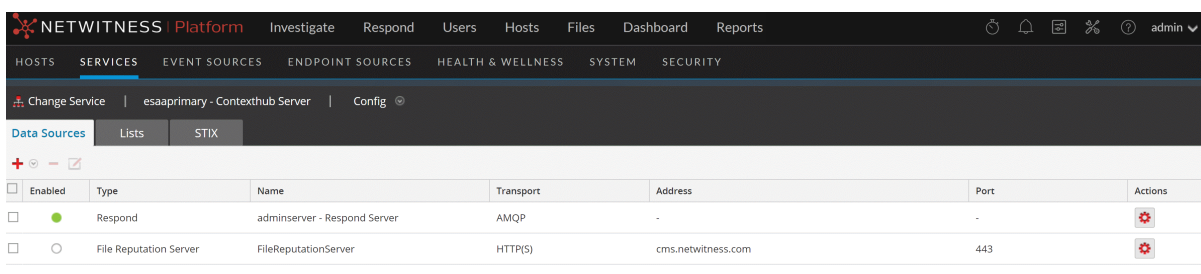 NETWITNESS Platform Investigate Respond Users Hosts Files Dashboard Reports admin
HOSTS SERVICES EVENT SOURCES ENDPOINT SOURCES HEALTH & WELLNESS SYSTEM SECURITY
Change Service | esaaprimary - Contexthub Server | Config
Data Sources Lists STIX
Enabled Type Name Transport Address Port Actions
Respond adminserver - Respond Server AMQP - -
File Reputation Server FileReputationServer HTTP(S) cms.netwitness.com 443